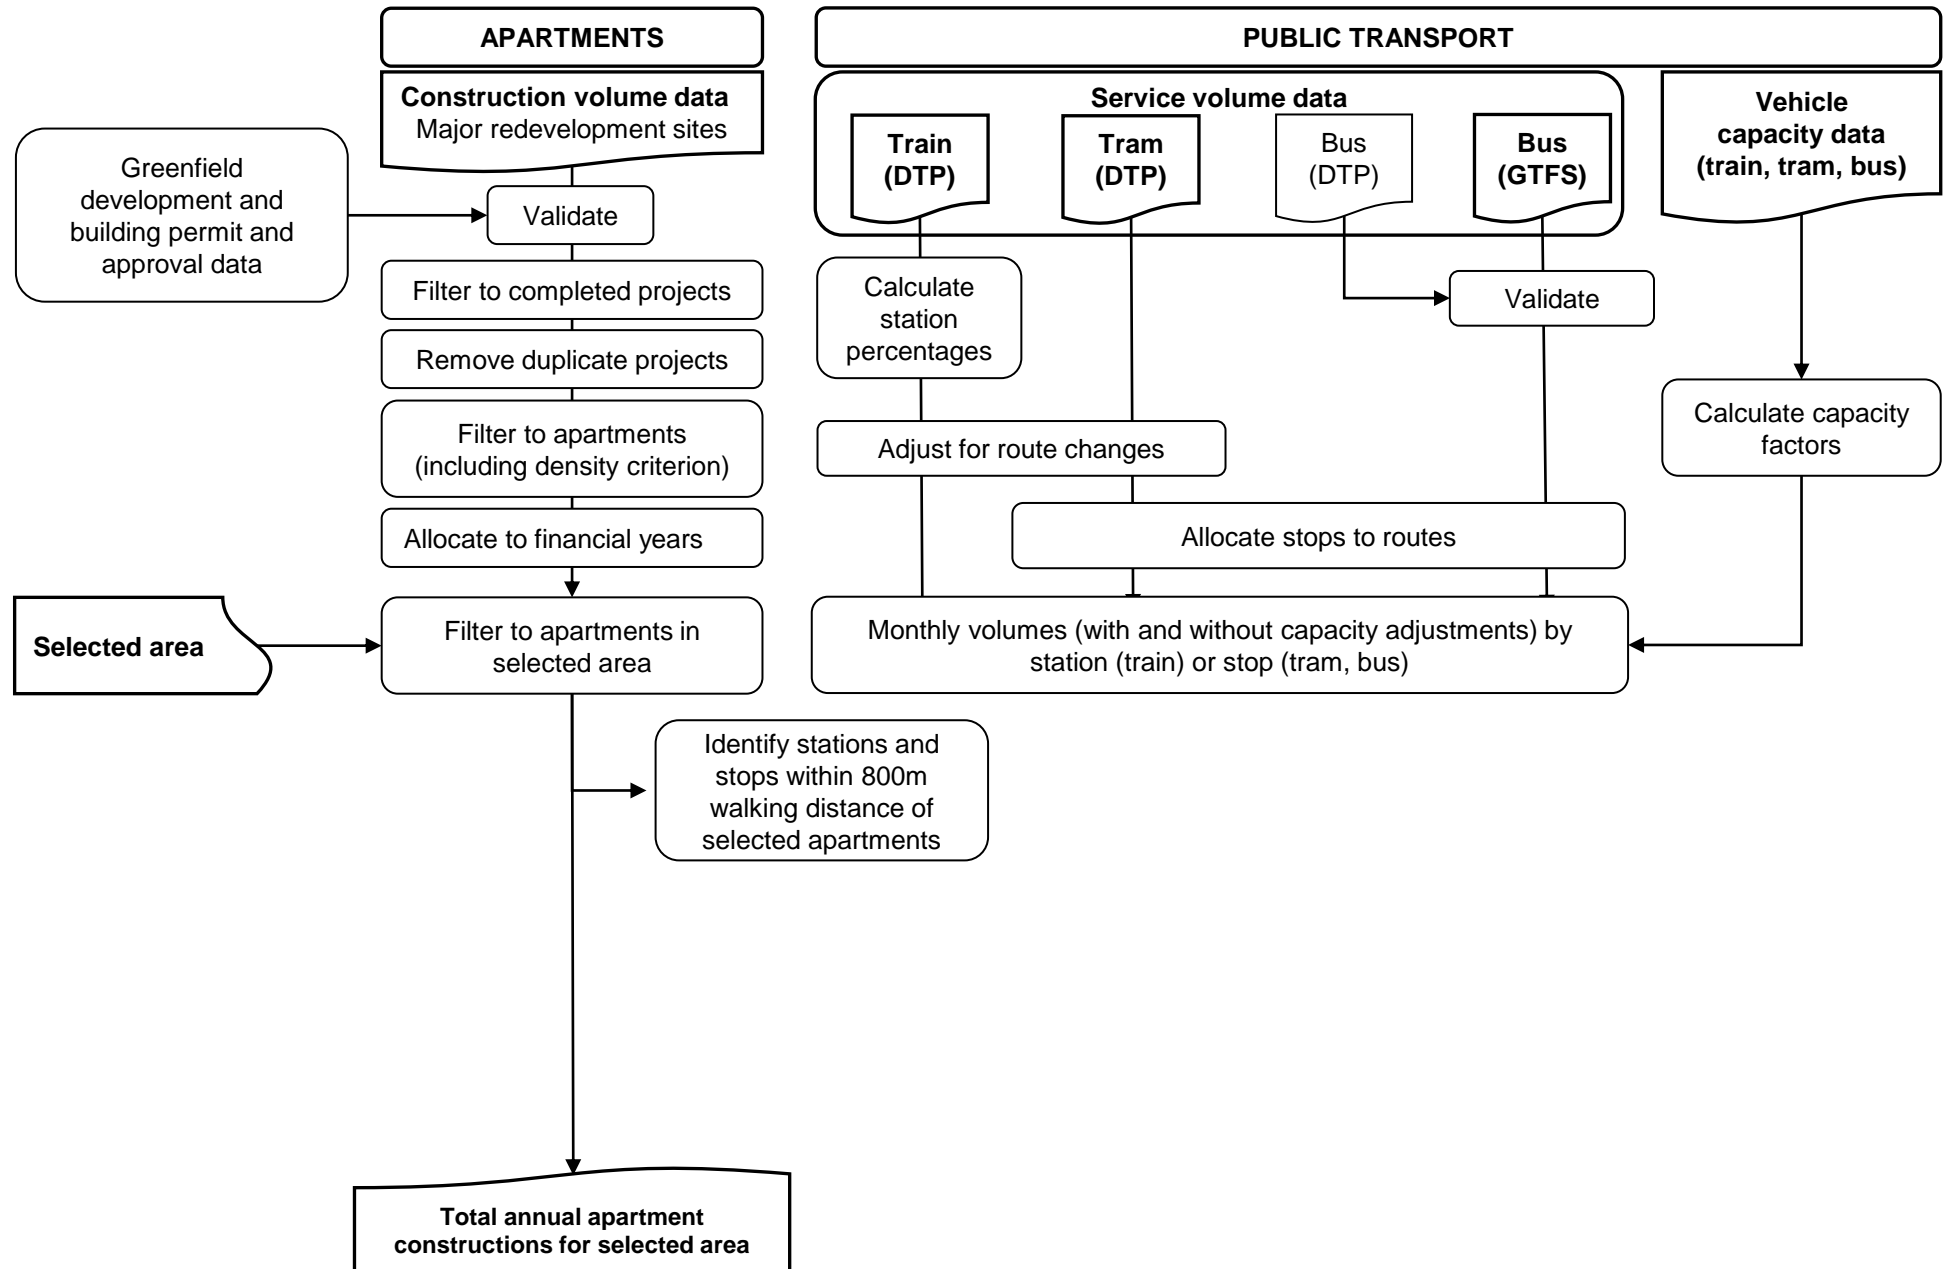 APARTMENTS
PUBLIC TRANSPORT
Construction volume data
Major redevelopment sites
Service volume data
Train
(DTP)
Tram
(DTP)
Bus
(DTP)
Bus
(GTFS)
Vehicle
capacity data
(train, tram, bus)
Greenfield
development and
building permit and
approval data
Validate
Filter to completed projects
Remove duplicate projects
Filter to apartments
(including density criterion)
Allocate to financial years
Calculate
station
percentages
Validate
Calculate capacity
factors
Adjust for route changes
Allocate stops to routes
Selected area
Filter to apartments in
selected area
Monthly volumes (with and without capacity adjustments) by
station (train) or stop (tram, bus)
Identify stations and
stops within 800m
walking distance of
selected apartments
Total annual apartment
constructions for selected area